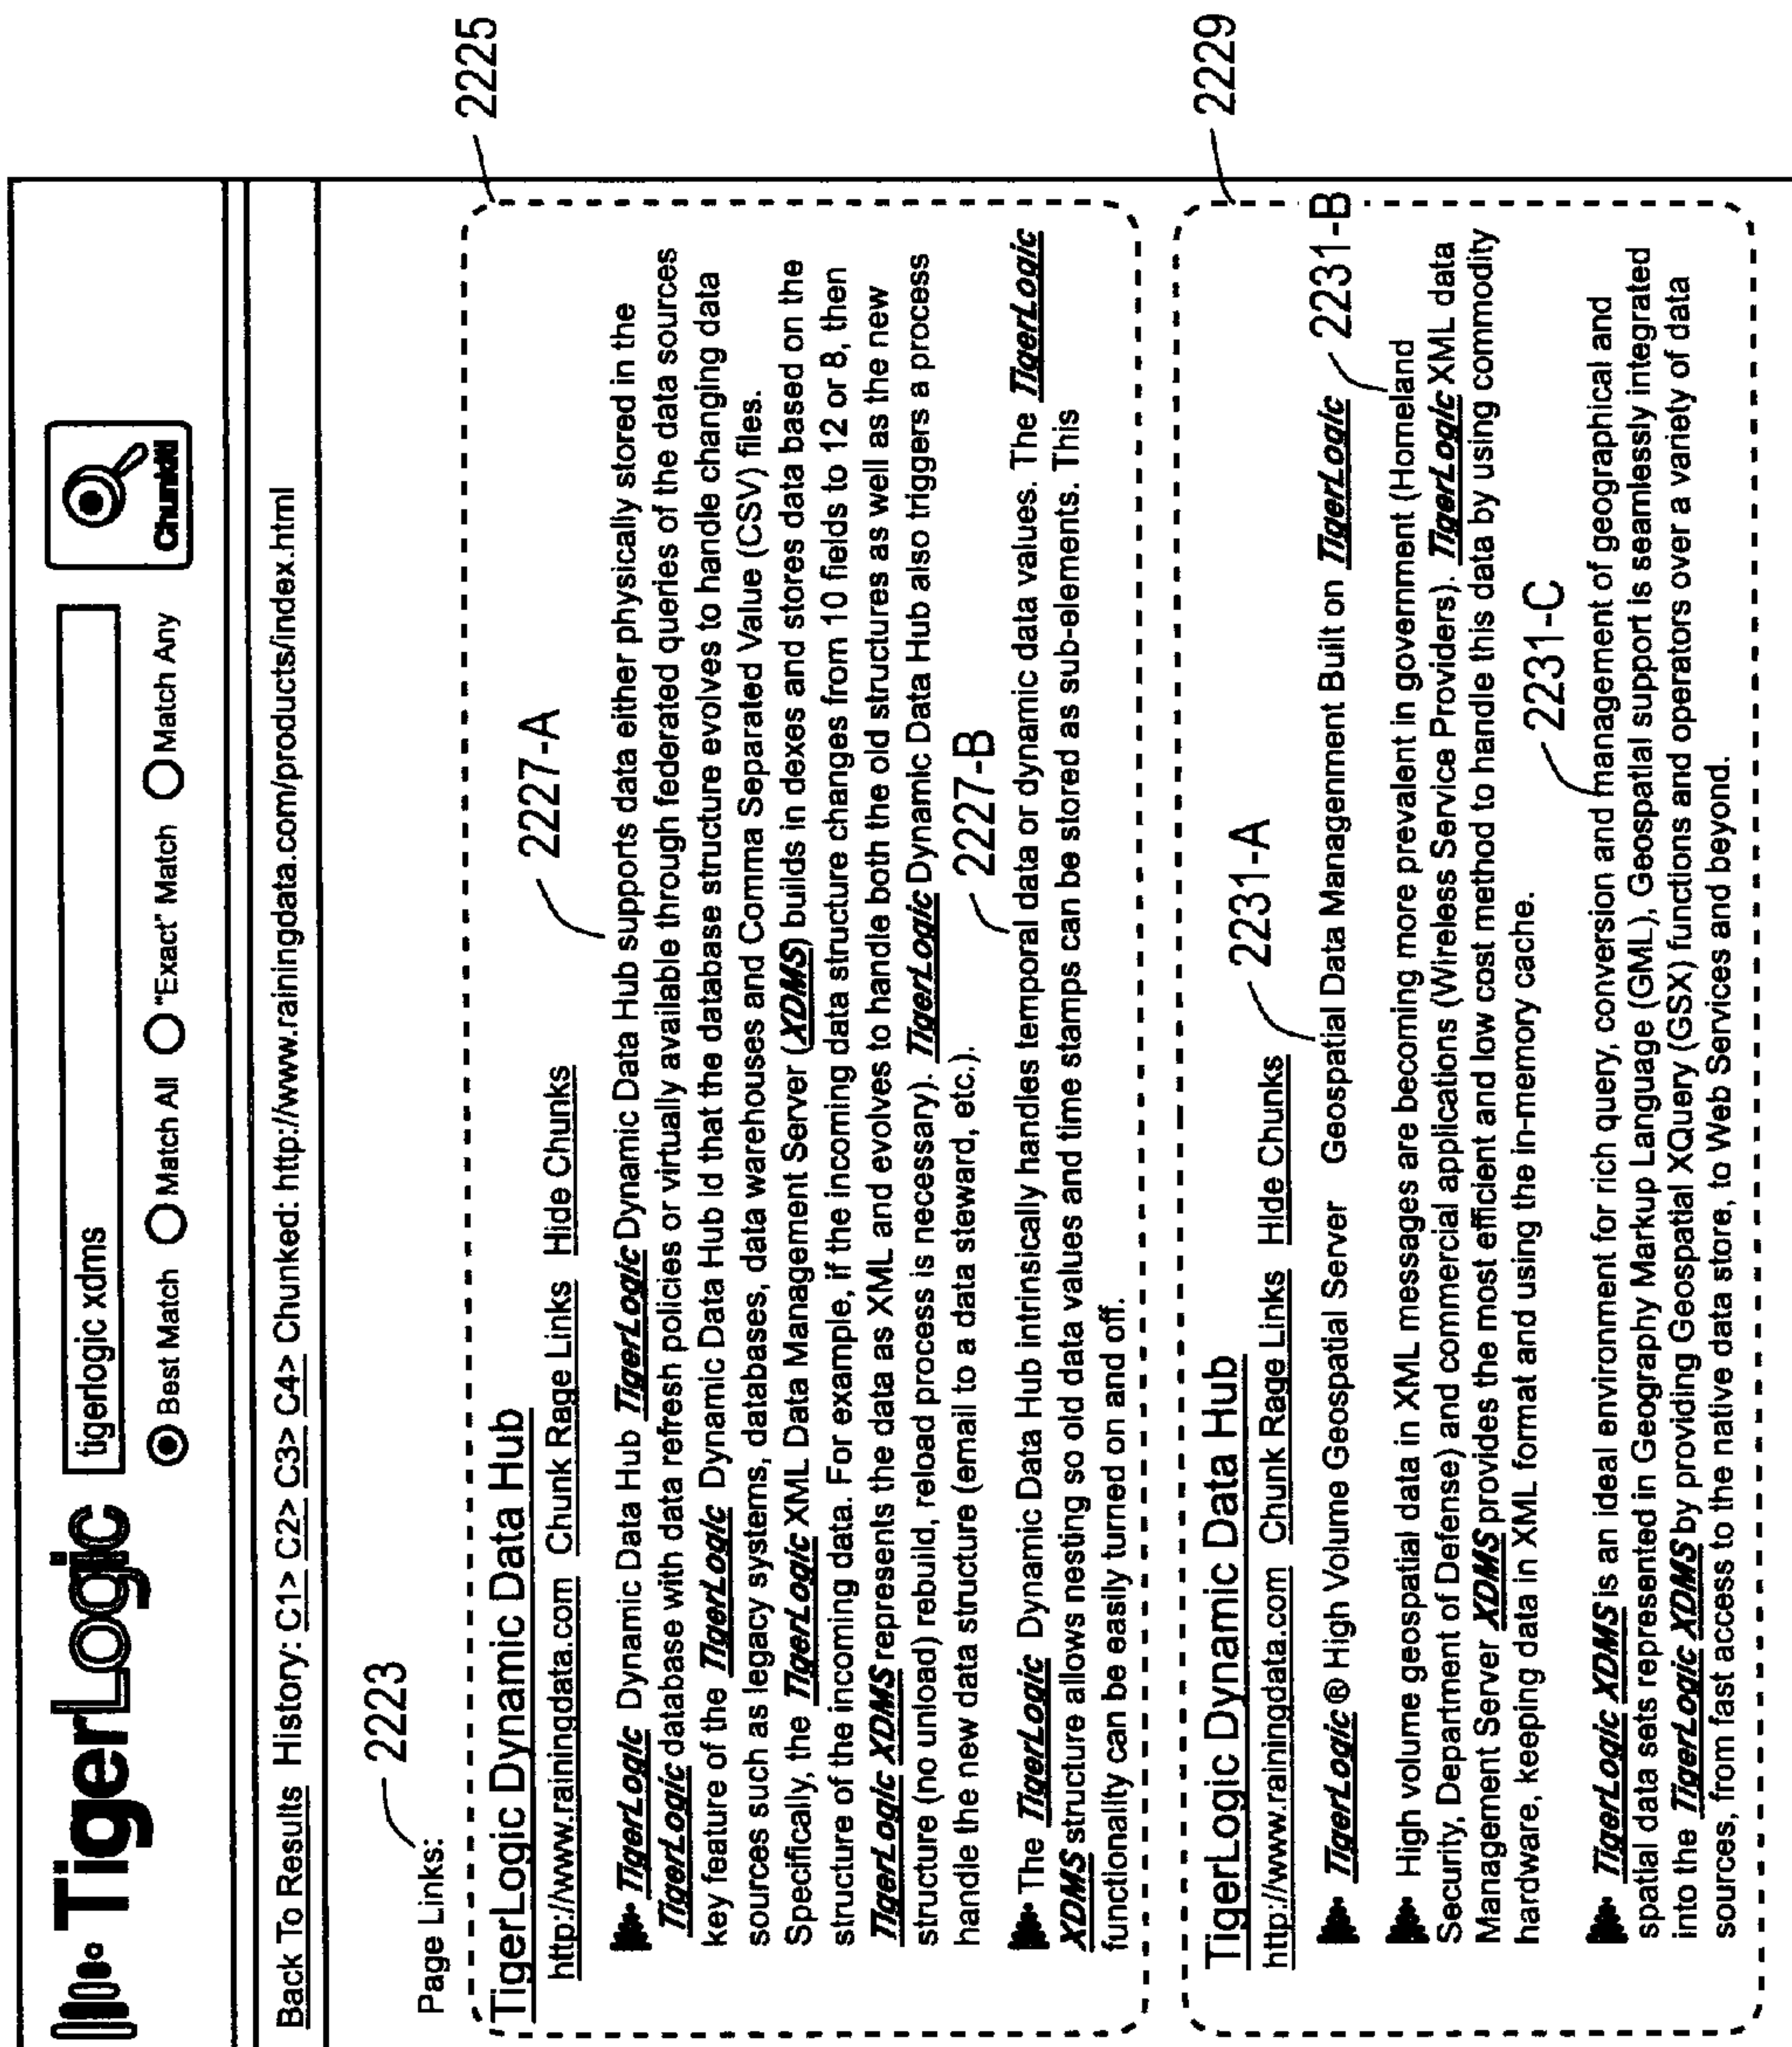 TigerLogic
tigerlogic xdms
Chunkit!
Best Match Match All "Exact" Match Match Any
Back To Results History: C1> C2> C3> C4> Chunked: http://www.rainingdata.com/products/index.html
2223
Page Links:
2225
TigerLogic Dynamic Data Hub
http://www.rainingdata.com Chunk Rage Links Hide Chunks
2227-A
TigerLogic Dynamic Data Hub TigerLogic Dynamic Data Hub supports data either physically stored in the
TigerLogic database with data refresh policies or virtually available through federated queries of the data sources
key feature of the TigerLogic Dynamic Data Hub id that the database structure evolves to handle changing data
sources such as legacy systems, databases, data warehouses and Comma Separated Value (CSV) files.
Specifically, the TigerLogic XML Data Management Server (XDMS) builds in dexes and stores data based on the
structure of the incoming data. For example, if the incoming data structure changes from 10 fields to 12 or 8, then
TigerLogic XDMS represents the data as XML and evolves to handle both the old structures as well as the new
structure (no unload) rebuild, reload process is necessary). TigerLogic Dynamic Data Hub also triggers a process
handle the new data structure (email to a data steward, etc.).
2227-B
The TigerLogic Dynamic Data Hub intrinsically handles temporal data or dynamic data values. The TigerLogic
XDMS structure allows nesting so old data values and time stamps can be stored as sub-elements. This
functionality can be easily turned on and off.
2229
TigerLogic Dynamic Data Hub
http://www.rainingdata.com Chunk Rage Links Hide Chunks
2231-A
TigerLogic® High Volume Geospatial Server Geospatial Data Management Built on TigerLogic
2231-B
High volume geospatial data in XML messages are becoming more prevalent in government (Homeland
Security, Department of Defense) and commercial applications (Wireless Service Providers). TigerLogic XML data
Management Server XDMS provides the most efficient and low cost method to handle this data by using commodity
hardware, keeping data in XML format and using the in-memory cache.
2231-C
TigerLogic XDMS is an ideal environment for rich query, conversion and management of geographical and
spatial data sets represented in Geography Markup Language (GML), Geospatial support is seamlessly integrated
into the TigerLogic XDMS by providing Geospatial XQuery (GSX) functions and operators over a variety of data
sources, from fast access to the native data store, to Web Services and beyond.